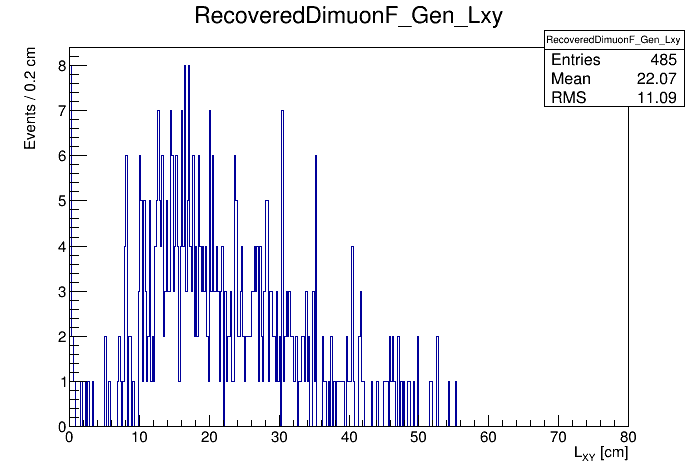 RecoveredDimuonF_Gen_Lxy
RecoveredDimuonF_Gen_Lxy
Entries 485
Mean 22.07
RMS 11.09
Events / 0.2 cm
8
7
6
5
4
3
2
1
0
0 10 20 30 40 50 60 70 80
LXY [cm]